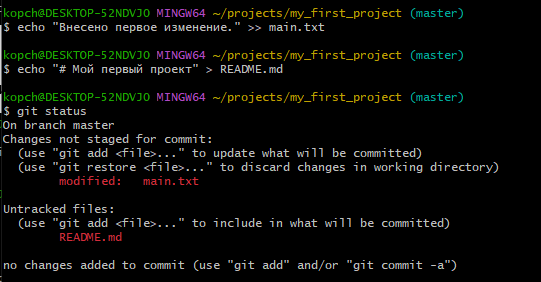 kopch@DESKTOP-52NDVJO MINGW64 ~/projects/my_first_project (master)
$ echo "Внесено первое изменение." >> main.txt
kopch@DESKTOP-52NDVJO MINGW64 ~/projects/my_first_project (master)
$ echo "# Мой первый проект" > README.md
kopch@DESKTOP-52NDVJO MINGW64 ~/projects/my_first_project (master)
$ git status
On branch master
Changes not staged for commit:
  (use "git add <file>..." to update what will be committed)
  (use "git restore <file>..." to discard changes in working directory)
        modified:   main.txt
Untracked files:
  (use "git add <file>..." to include in what will be committed)
        README.md
no changes added to commit (use "git add" and/or "git commit -a")